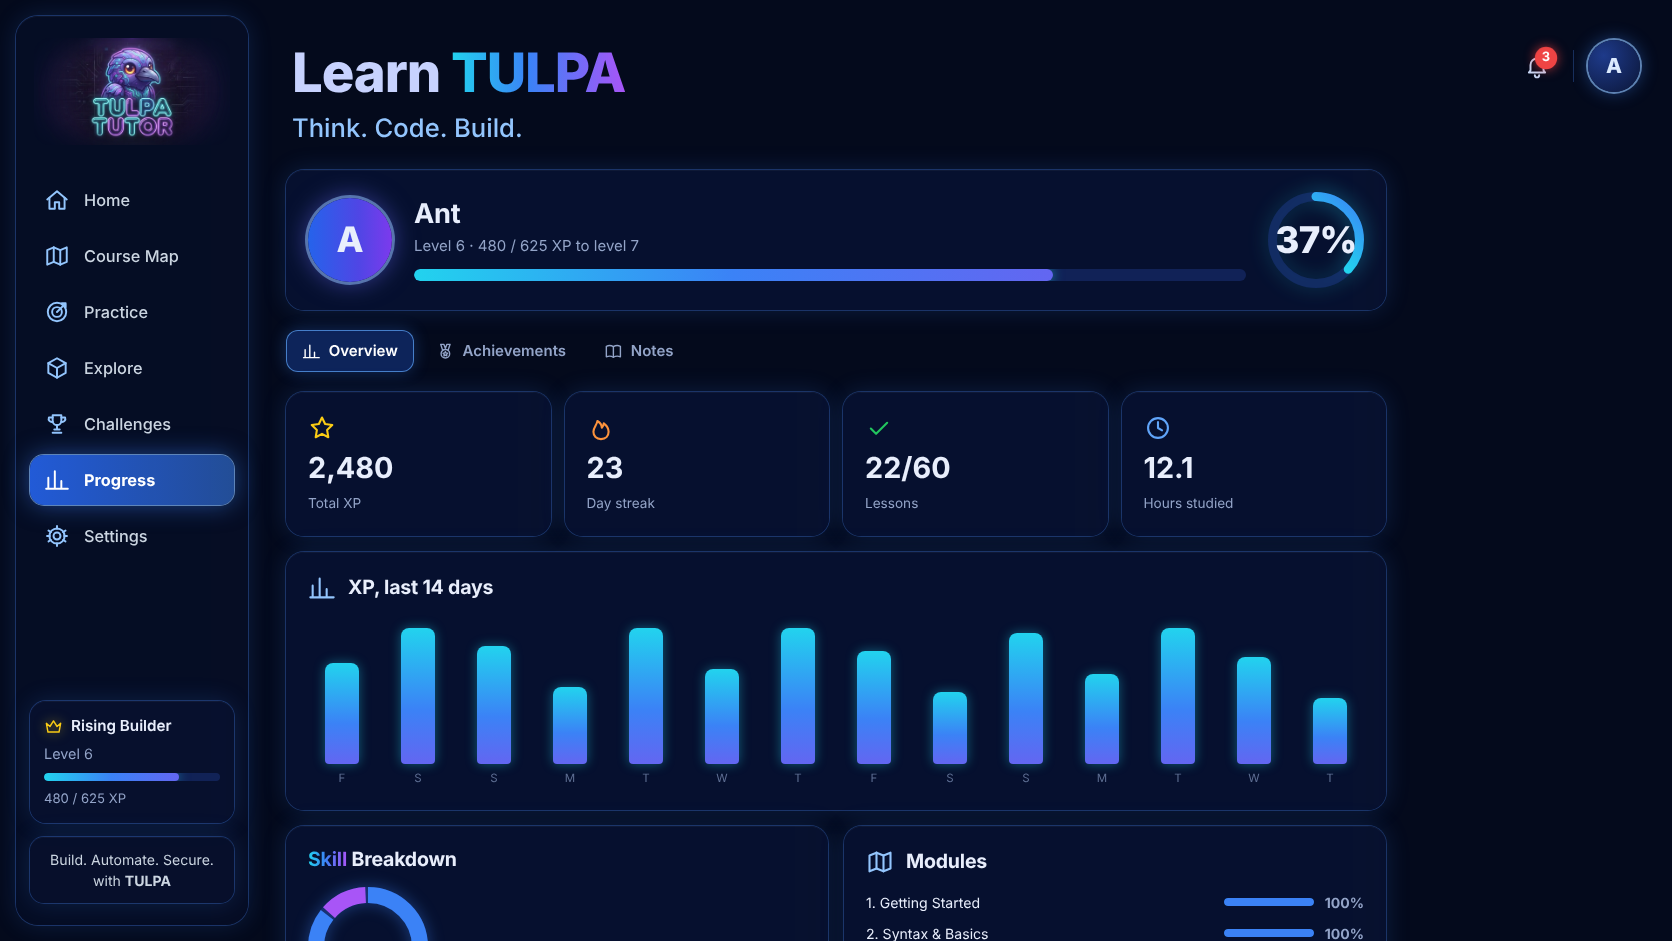 TULPA
TUTOR
Home
Course Map
Practice
Explore
Challenges
Progress
Settings
Rising Builder
Level 6
480 / 625 XP
Build. Automate. Secure.
with TULPA
Learn TULPA
Think. Code. Build.
3
A
A
Ant
Level 6 · 480 / 625 XP to level 7
37%
Overview
Achievements
Notes
2,480
Total XP
23
Day streak
22/60
Lessons
12.1
Hours studied
XP, last 14 days
F S S M T W T F S S M T W T
Skill Breakdown
Modules
1. Getting Started 100%
2. Syntax & Basics 100%